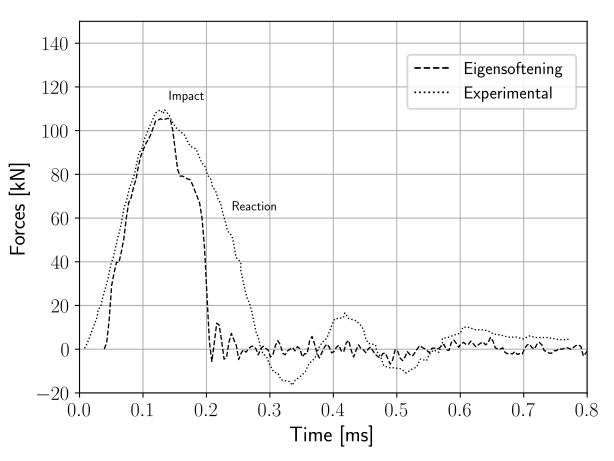 140
120
100
80
60
40
20
0
−20
Forces [kN]
Impact
Reaction
Eigensoftening
Experimental
0.0 0.1 0.2 0.3 0.4 0.5 0.6 0.7 0.8
Time [ms]